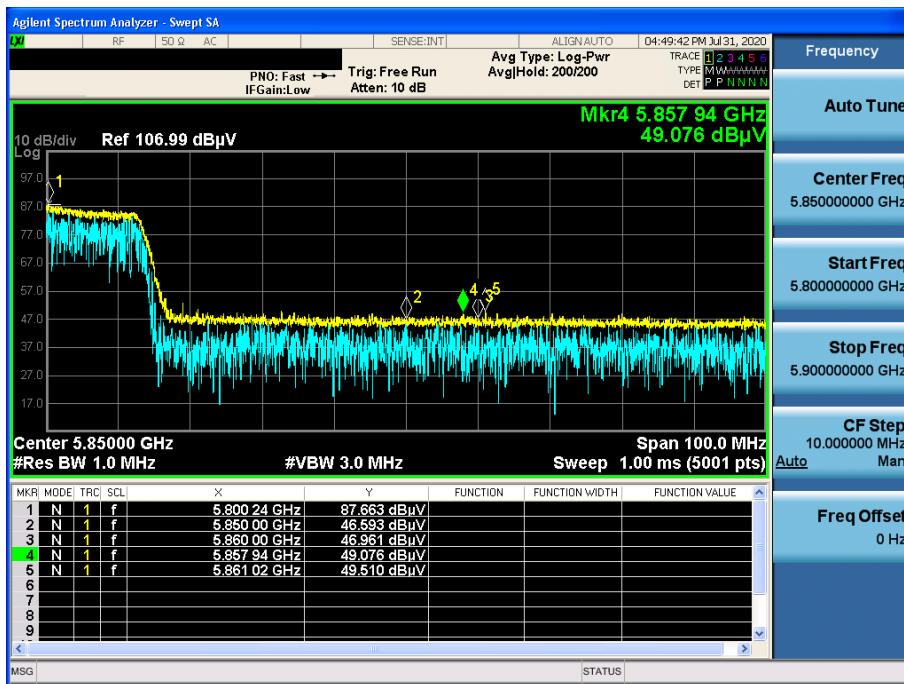 Agilent Spectrum Analyzer - Swept SA
LXI RF 50 Ω AC SENSE:INT ALIGN AUTO 04:49:42 PM Jul 31, 2020
Frequency
PNO: Fast
IFGain:Low
Trig: Free Run
Atten: 10 dB
Avg Type: Log-Pwr
Avg|Hold: 200/200
TRACE 1 2 3 4 5 6
TYPE M WWWWW
DET P P N N N N
Auto Tune
Mkr4 5.857 94 GHz
49.076 dBµV
10 dB/div Ref 106.99 dBµV
Log
97.0
87.0
77.0
67.0
57.0
47.0
37.0
27.0
17.0
1
2
4
3
5
Center Freq
5.850000000 GHz
Start Freq
5.800000000 GHz
Stop Freq
5.900000000 GHz
CF Step
10.000000 MHz
Auto Man
Freq Offset
0 Hz
Center 5.85000 GHz Span 100.0 MHz
#Res BW 1.0 MHz #VBW 3.0 MHz Sweep 1.00 ms (5001 pts)
MKR MODE TRC SCL X Y FUNCTION FUNCTION WIDTH FUNCTION VALUE
1 N 1 f 5.800 24 GHz 87.663 dBµV
2 N 1 f 5.850 00 GHz 46.593 dBµV
3 N 1 f 5.860 00 GHz 46.961 dBµV
4 N 1 f 5.857 94 GHz 49.076 dBµV
5 N 1 f 5.861 02 GHz 49.510 dBµV
6
7
8
9
MSG STATUS